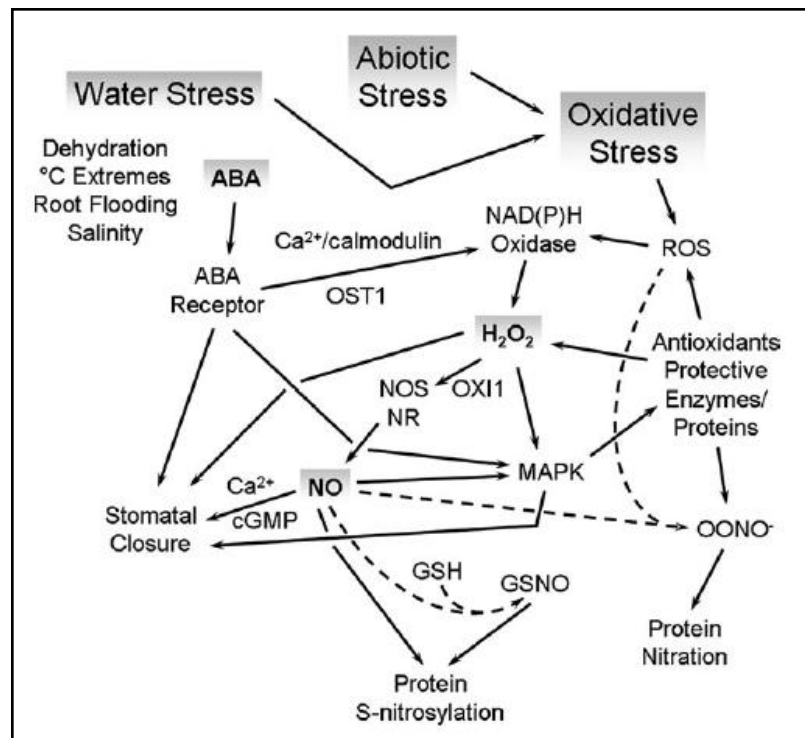 Abiotic
Stress
Water Stress
Oxidative
Stress
Dehydration
°C Extremes
Root Flooding
Salinity
ABA
NAD(P)H
Oxidase
ROS
Ca²⁺/calmodulin
OST1
ABA
Receptor
H₂O₂
Antioxidants
Protective
Enzymes/
Proteins
NOS
NR
OXI1
MAPK
Ca²⁺
cGMP
NO
Stomatal
Closure
OONO⁻
GSH
GSNO
Protein
Nitration
Protein
S-nitrosylation